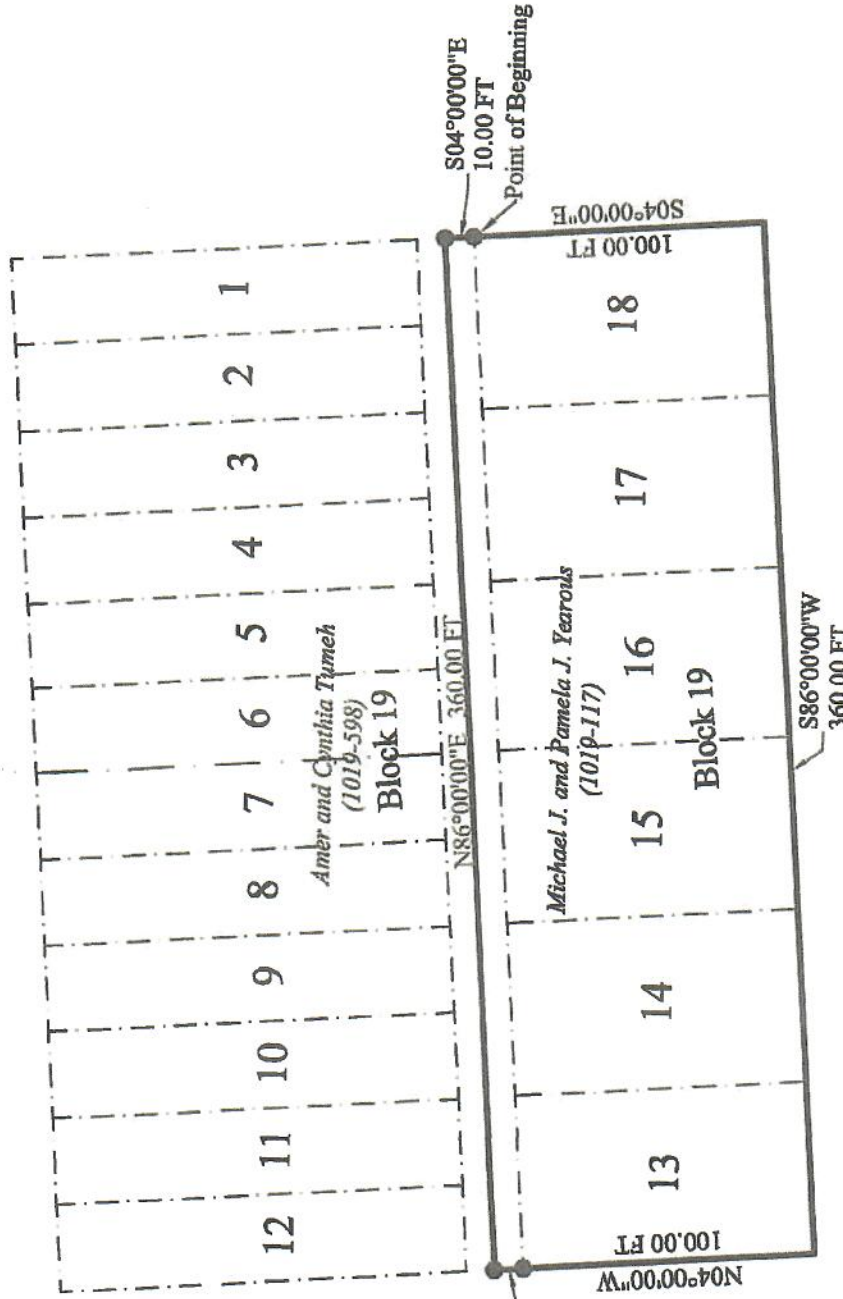 S04°00'00"E
10.00 FT
Point of Beginning
1
2
3
4
5
6
7
8
9
10
11
12
Amer and Cynthia Tumeh
(1019-598)
Block 19
N86°00'00"E 360.00 FT
S04°00'00"E
100.00 FT
18
17
16
15
14
13
Michael J. and Pamela J. Yearous
(1019-117)
Block 19
100.00 FT
N04°00'00"W
S86°00'00"W
360.00 FT